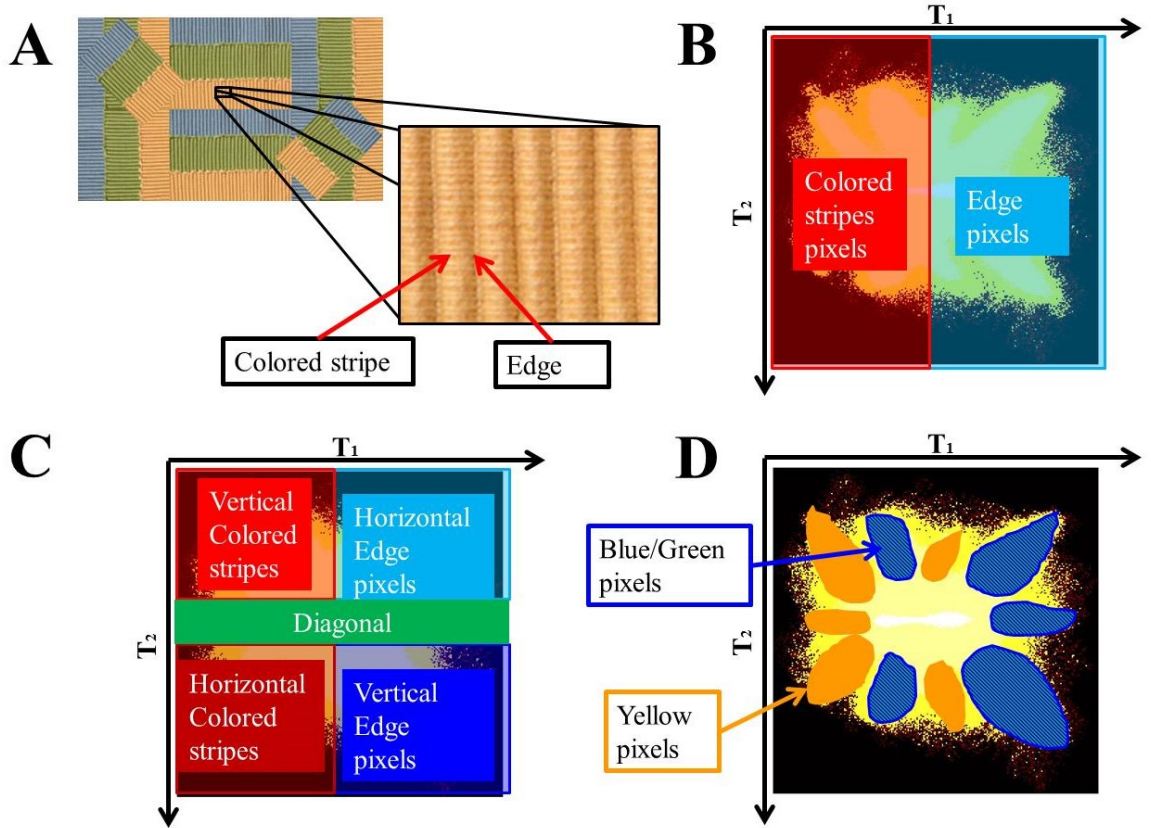 A
Colored stripe
Edge
B
T1
T2
Colored
stripes
pixels
Edge
pixels
C
T1
T2
Vertical
Colored
stripes
Horizontal
Edge
pixels
Diagonal
Horizontal
Colored
stripes
Vertical
Edge
pixels
D
T1
T2
Blue/Green
pixels
Yellow
pixels